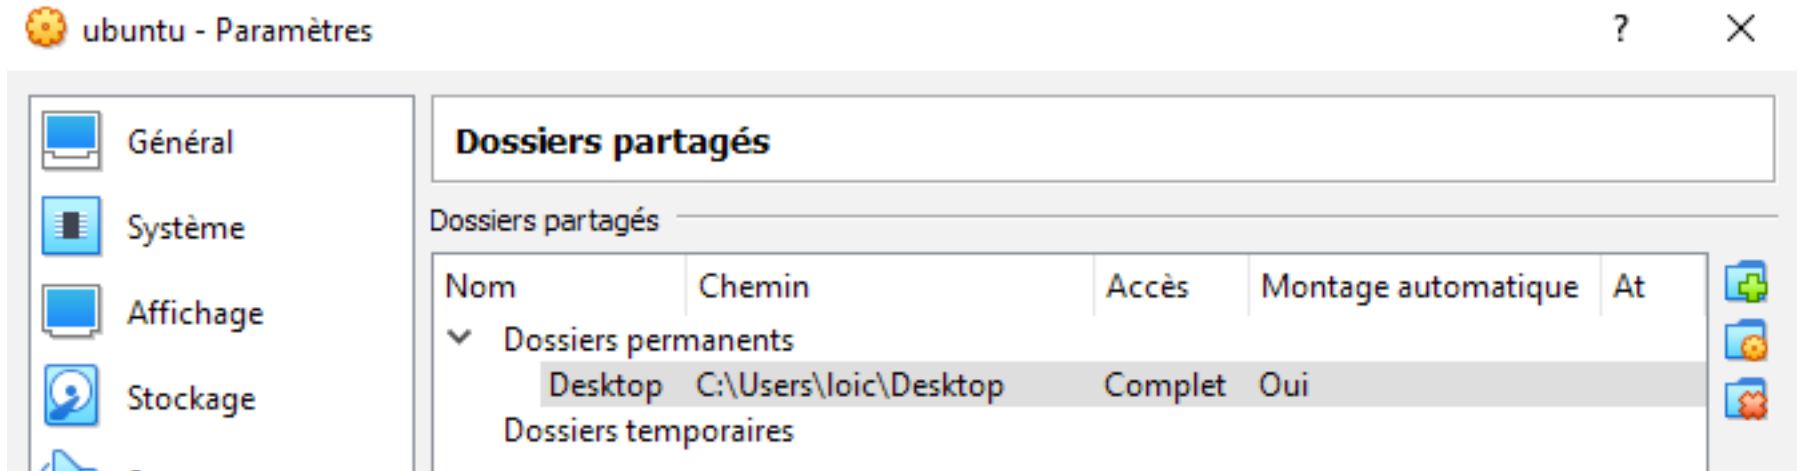 ubuntu - Paramètres ?
Général
Système
Affichage
Stockage
Dossiers partagés
Dossiers partagés
Nom Chemin Accès Montage automatique At
Dossiers permanents
Desktop C:\Users\loic\Desktop Complet Oui
Dossiers temporaires